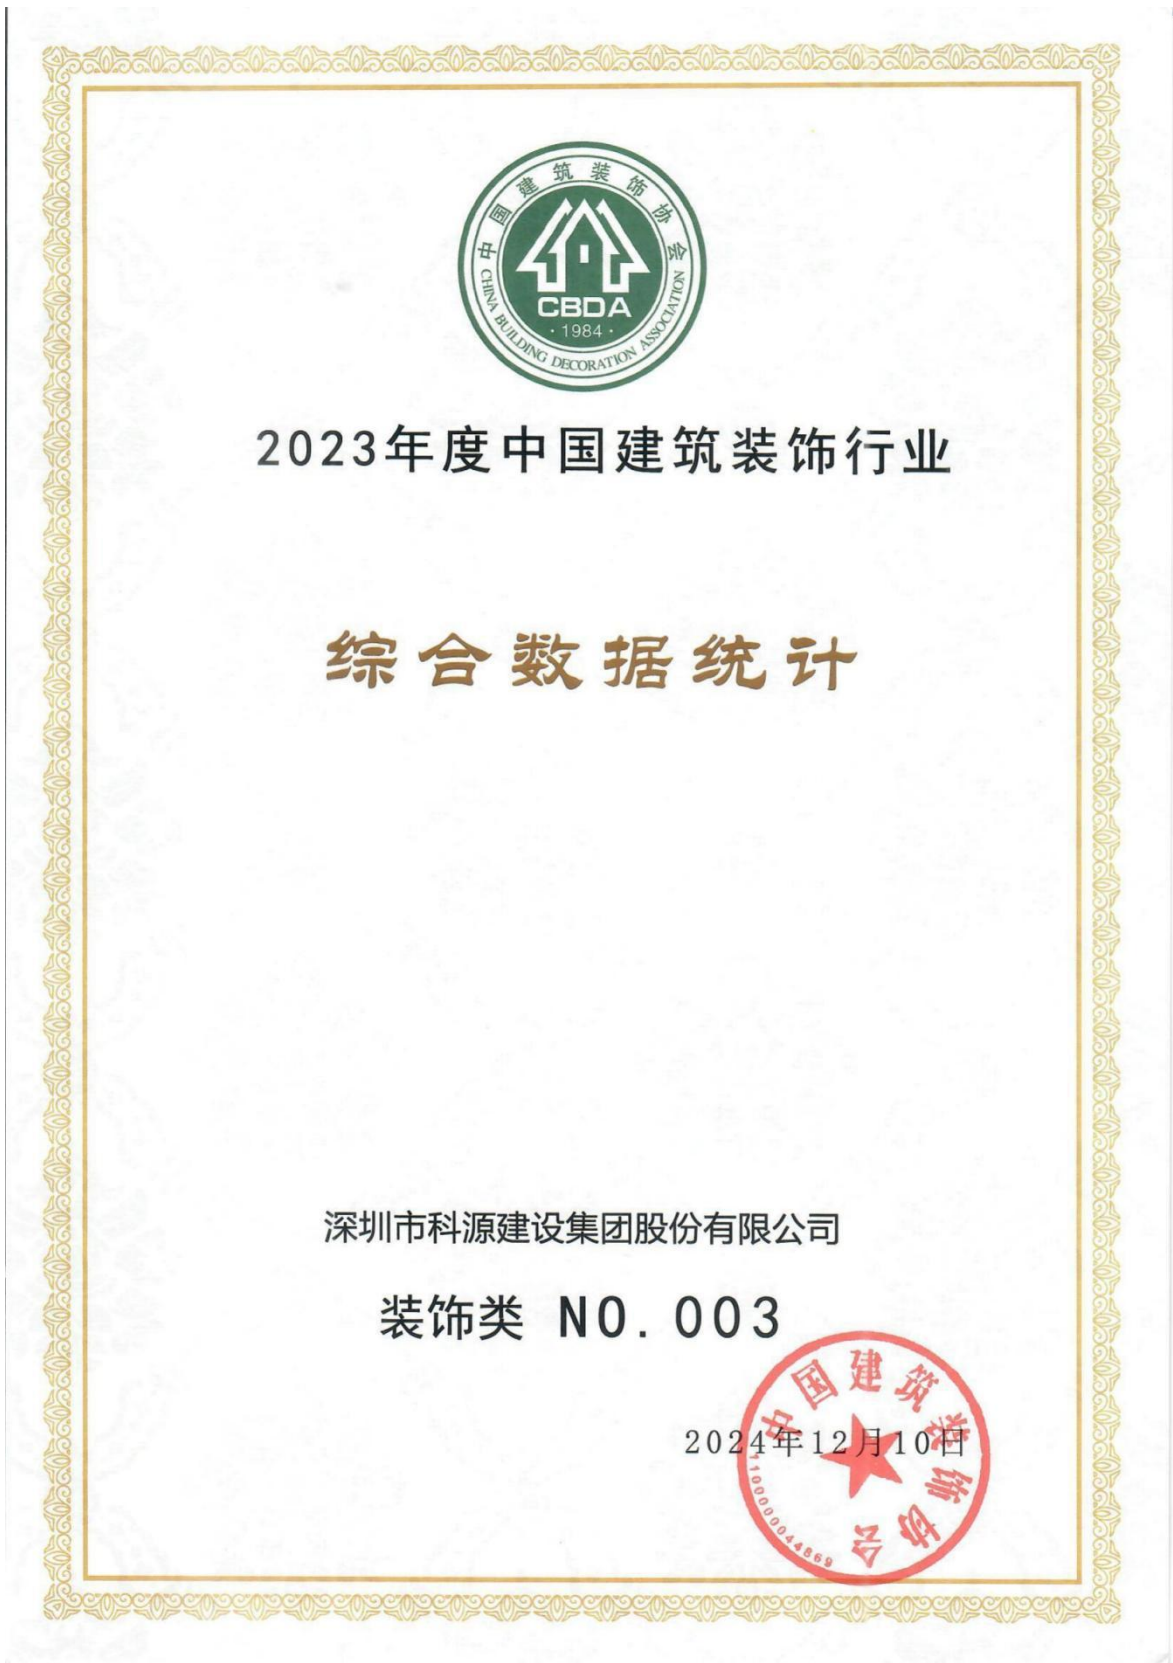 中国建筑装饰协会
CBDA
·1984·
CHINA BUILDING DECORATION ASSOCIATION
2023年度中国建筑装饰行业
综合数据统计
深圳市科源建设集团股份有限公司
装饰类 NO.003
2024年12月10日
中国建筑装饰协会
1100000044869